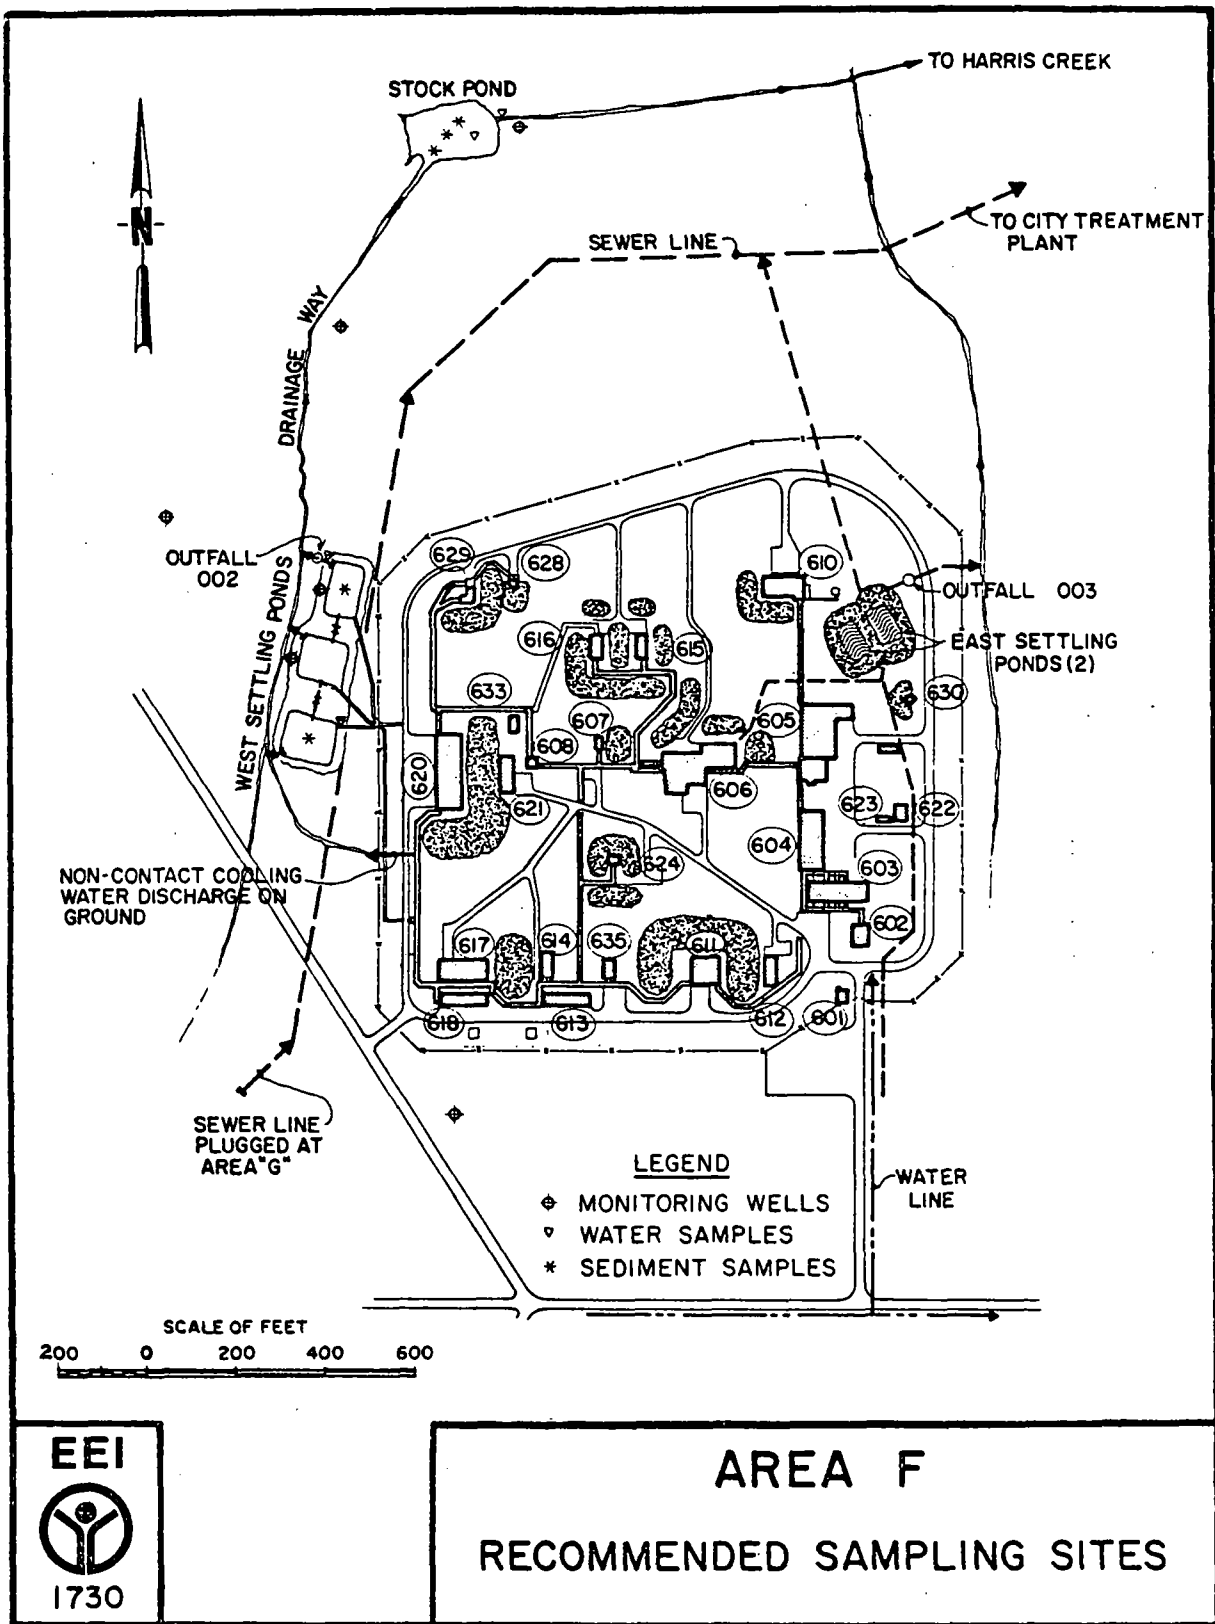 TO HARRIS CREEK
STOCK POND
N
TO CITY TREATMENT
PLANT
SEWER LINE
DRAINAGE WAY
OUTFALL
002
WEST SETTLING PONDS
629
628
610
OUTFALL 003
616
615
EAST SETTLING
PONDS (2)
633
607
605
630
608
620
621
606
623
622
604
624
603
NON-CONTACT COOLING
WATER DISCHARGE ON
GROUND
602
617
614
635
611
618
613
612
601
SEWER LINE
PLUGGED AT
AREA "G"
WATER
LINE
LEGEND
MONITORING WELLS
WATER SAMPLES
SEDIMENT SAMPLES
SCALE OF FEET
200 0 200 400 600
EEI
1730
AREA F
RECOMMENDED SAMPLING SITES